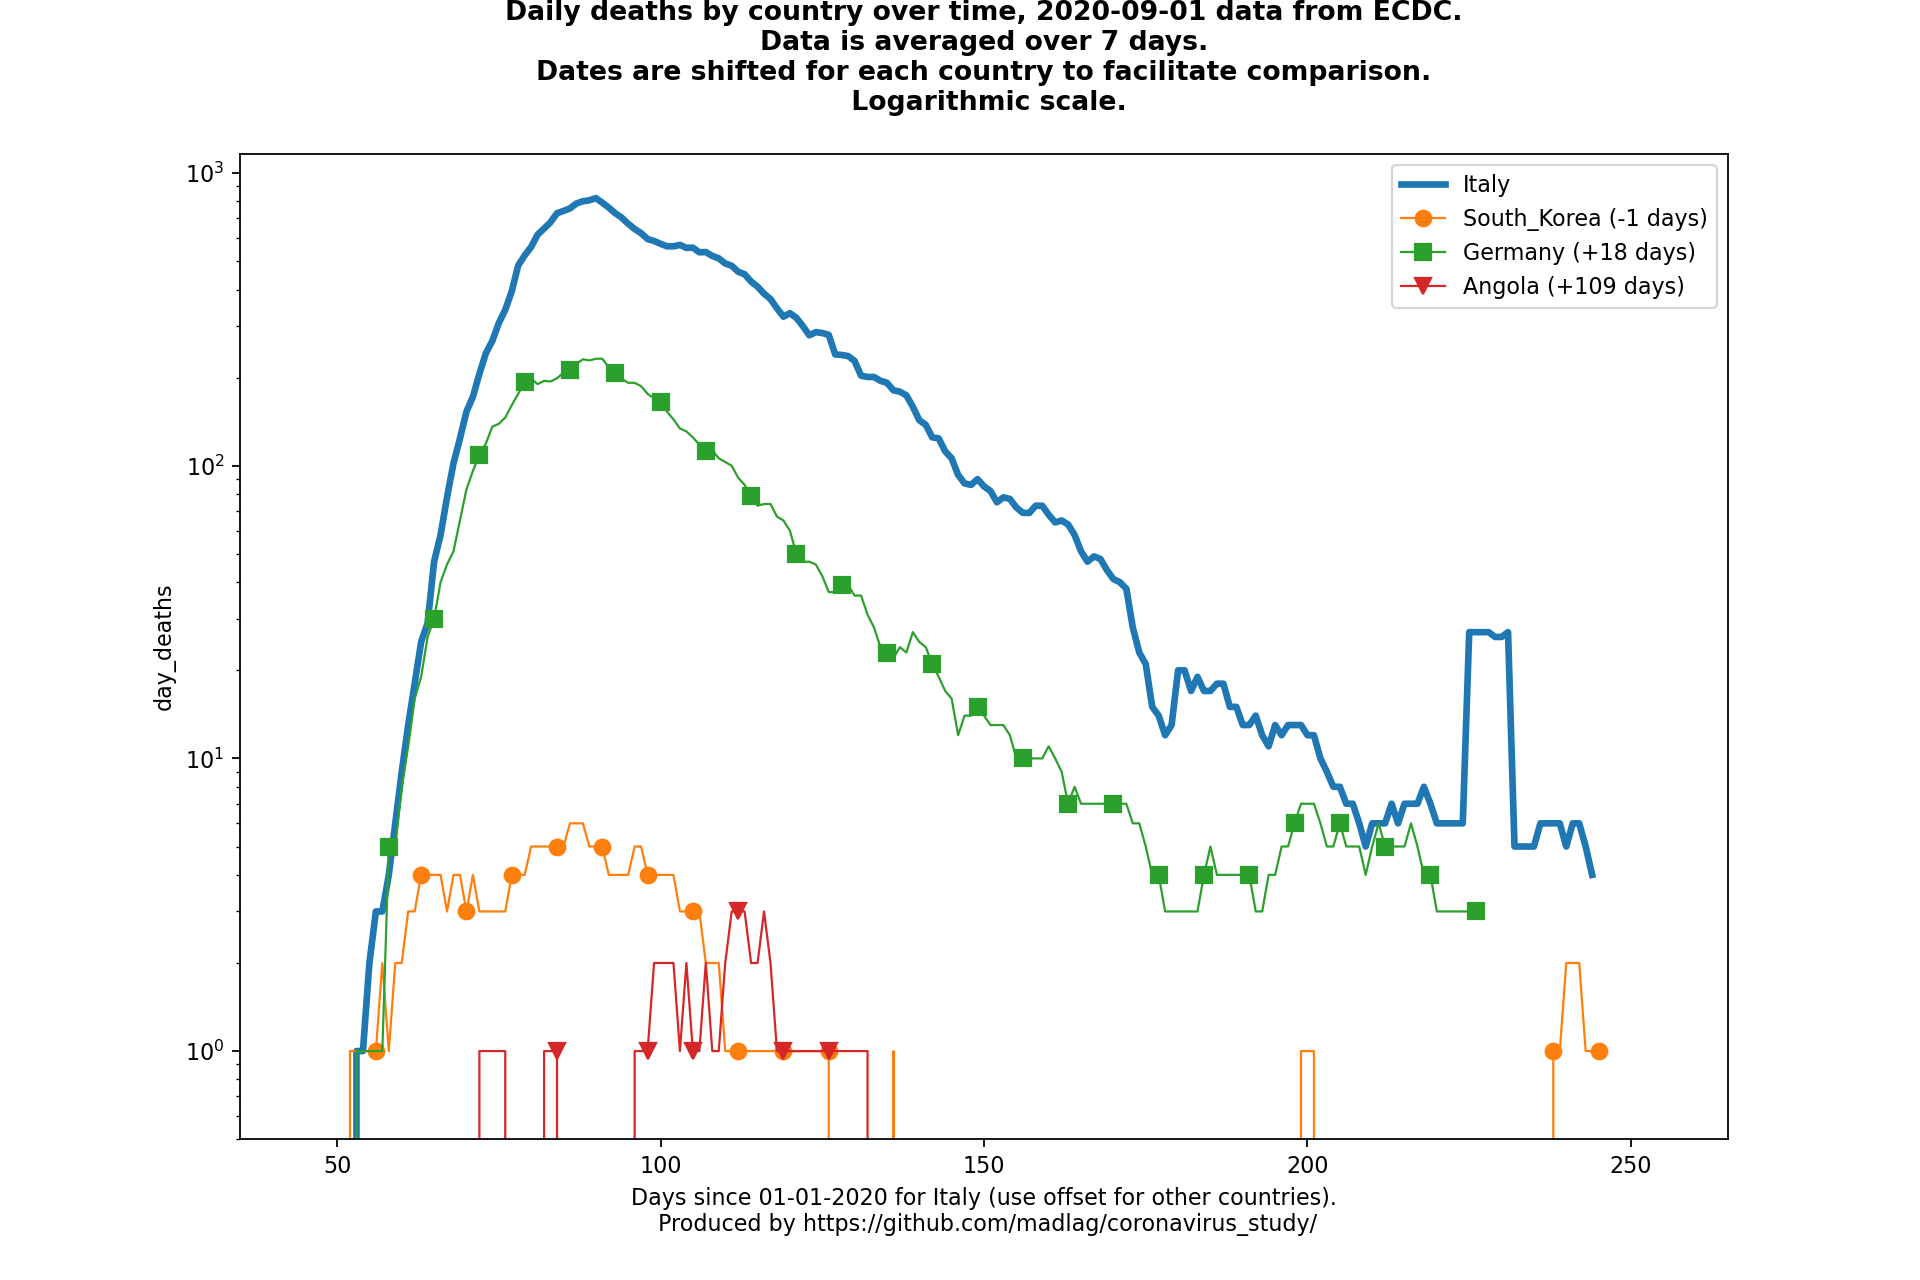 Daily deaths by country over time, 2020-09-01 data from ECDC.
Data is averaged over 7 days.
Dates are shifted for each country to facilitate comparison.
Logarithmic scale.
10³
10²
10¹
10⁰
day_deaths
Italy
South_Korea (-1 days)
Germany (+18 days)
Angola (+109 days)
50
100
150
200
250
Days since 01-01-2020 for Italy (use offset for other countries).
Produced by https://github.com/madlag/coronavirus_study/